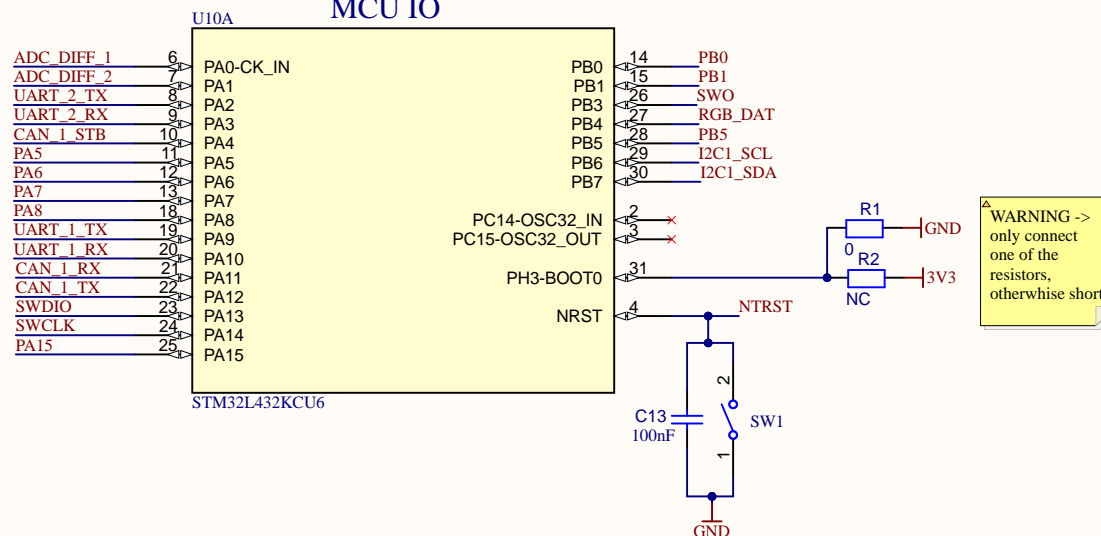 MCU IO
U10A
ADC_DIFF_1 6 PA0-CK_IN
ADC_DIFF_2 7 PA1
UART_2_TX 8 PA2
UART_2_RX 9 PA3
CAN_1_STB 10 PA4
PA5 11 PA5
PA6 12 PA6
PA7 13 PA7
PA8 18 PA8
UART_1_TX 19 PA9
UART_1_RX 20 PA10
CAN_1_RX 21 PA11
CAN_1_TX 22 PA12
SWDIO 23 PA13
SWCLK 24 PA14
PA15 25 PA15
PB0 14 PB0
PB1 15 PB1
PB3 26 SWO
PB4 27 RGB_DAT
PB5 28 PB5
PB6 29 I2C1_SCL
PB7 30 I2C1_SDA
PC14-OSC32_IN 2
PC15-OSC32_OUT 3
PH3-BOOT0 31
NRST 4 NTRST
STM32L432KCU6
R1
0
GND
R2
NC
3V3
WARNING ->
only connect
one of the
resistors,
otherwhise short
C13
100nF
2
SW1
1
GND